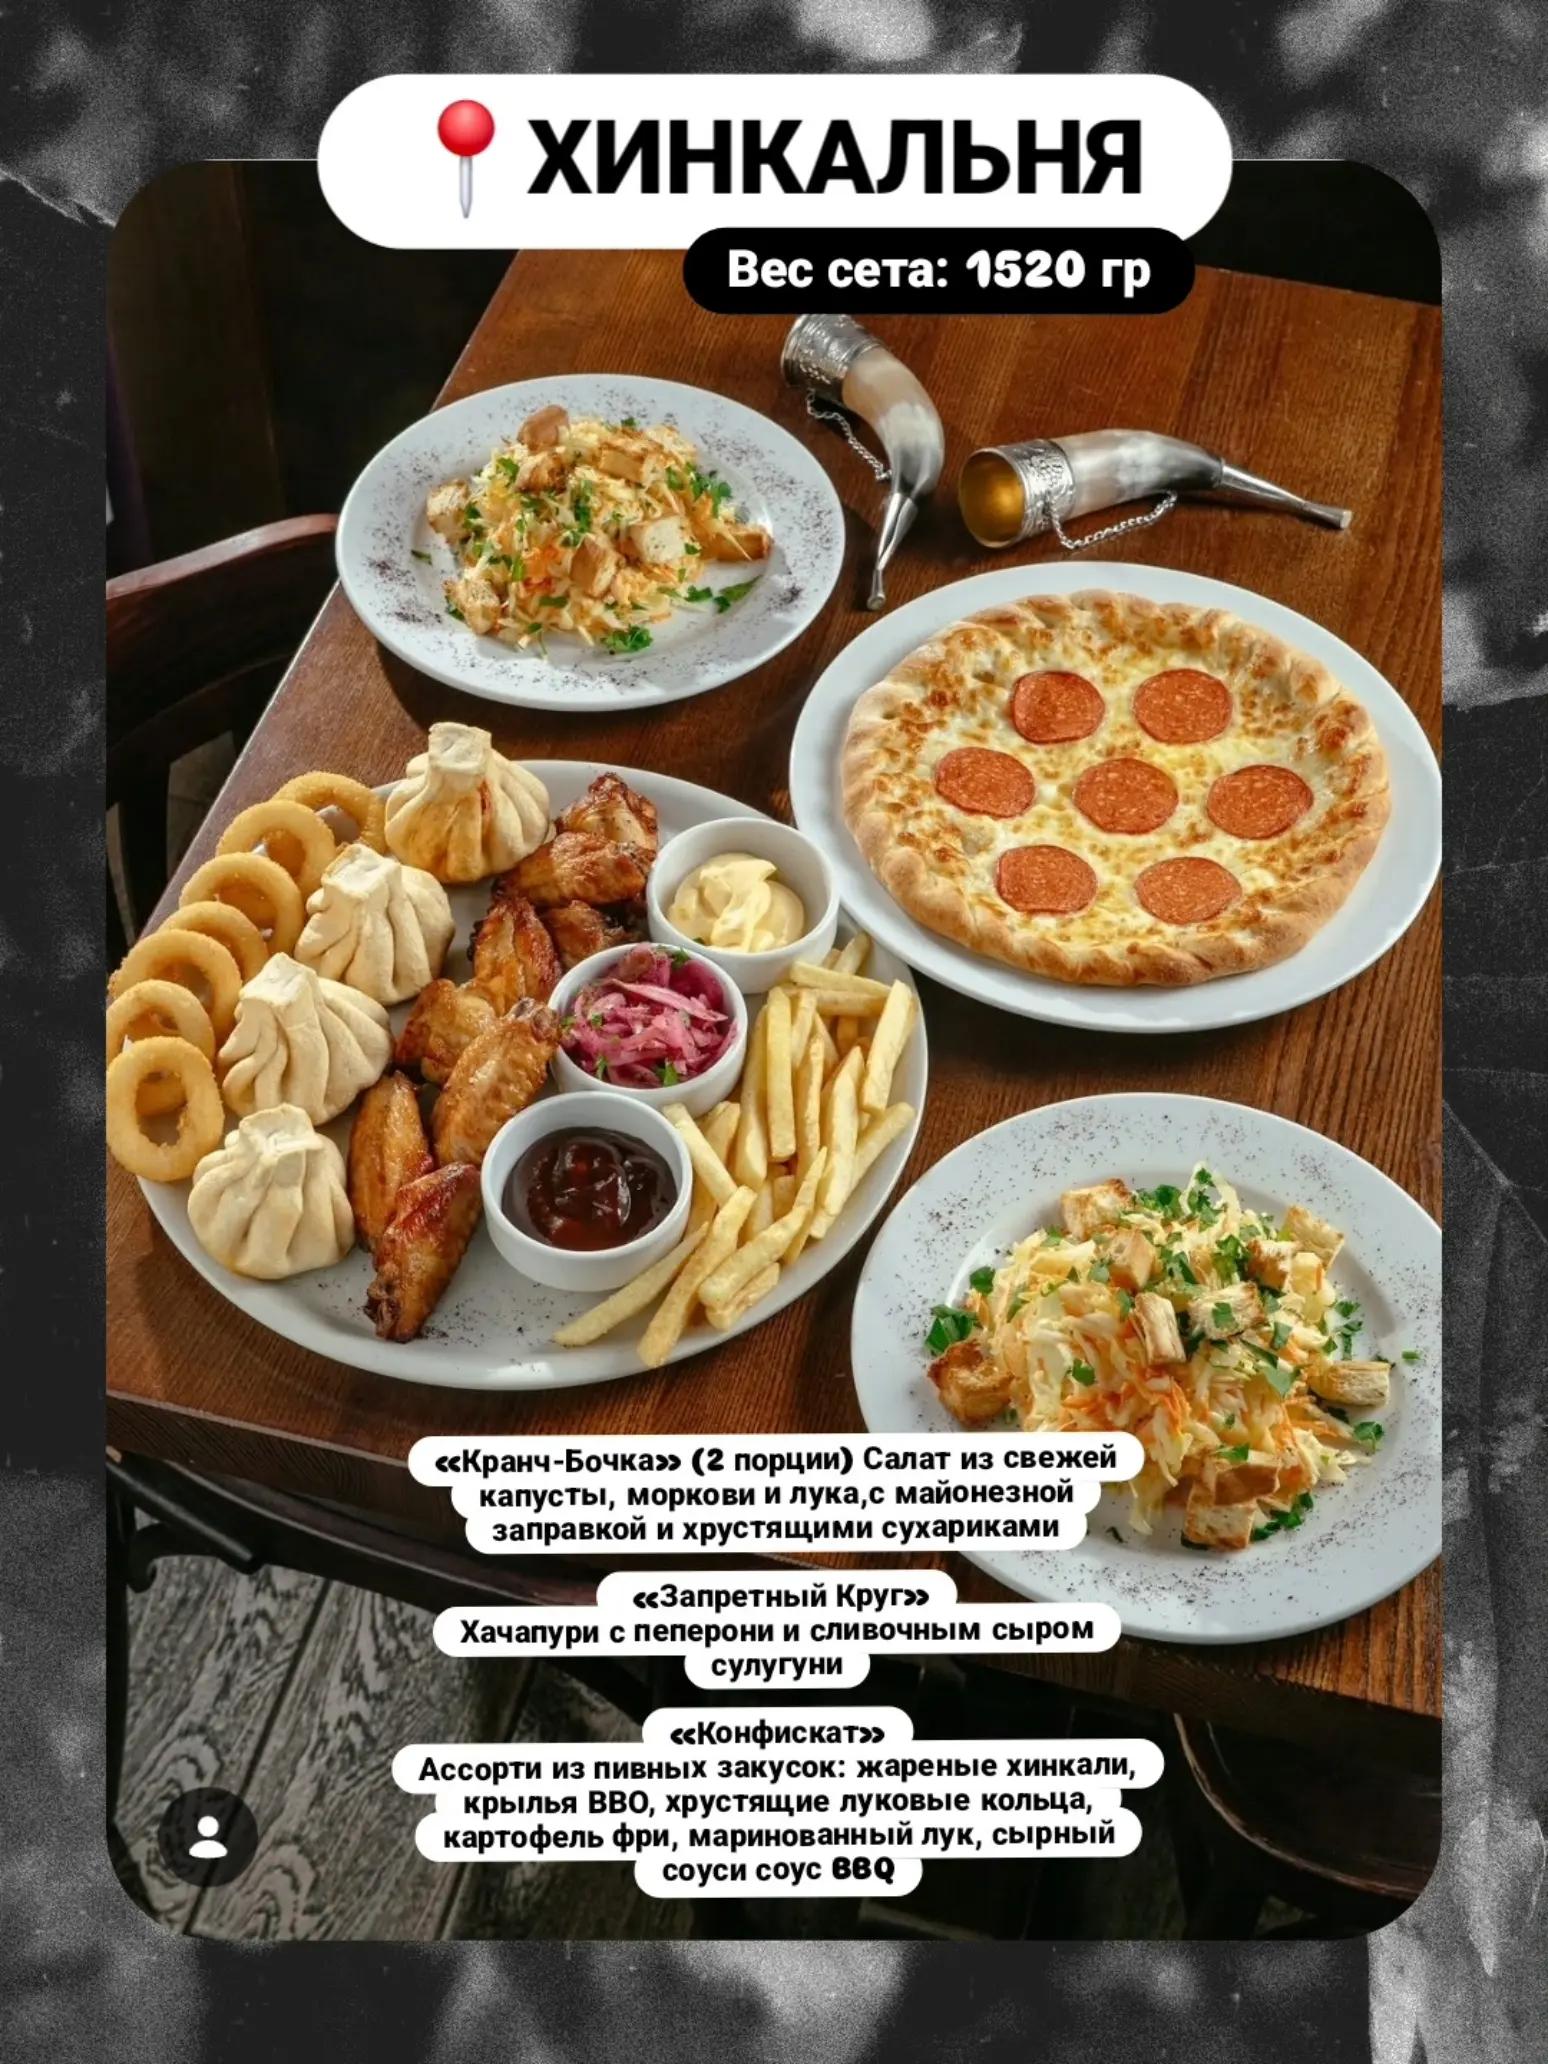 ХИНКАЛЬНЯ
Вес сета: 1520 гр
«Кранч-Бочка» (2 порции) Салат из свежей
капусты, моркови и лука,с майонезной
заправкой и хрустящими сухариками
«Запретный Круг»
Хачапури с пеперони и сливочным сыром
сулугуни
«Конфискат»
Ассорти из пивных закусок: жареные хинкали,
крылья BBO, хрустящие луковые кольца,
картофель фри, маринованный лук, сырный
соуси соус BBQ